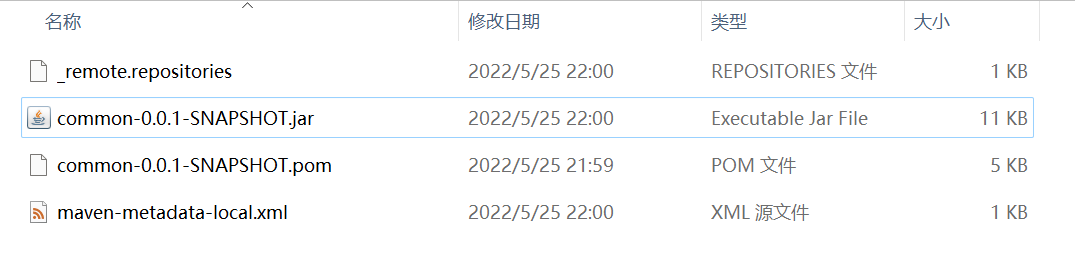 名称 修改日期 类型 大小
_remote.repositories 2022/5/25 22:00 REPOSITORIES 文件 1 KB
common-0.0.1-SNAPSHOT.jar 2022/5/25 22:00 Executable Jar File 11 KB
common-0.0.1-SNAPSHOT.pom 2022/5/25 21:59 POM 文件 5 KB
maven-metadata-local.xml 2022/5/25 22:00 XML 源文件 1 KB